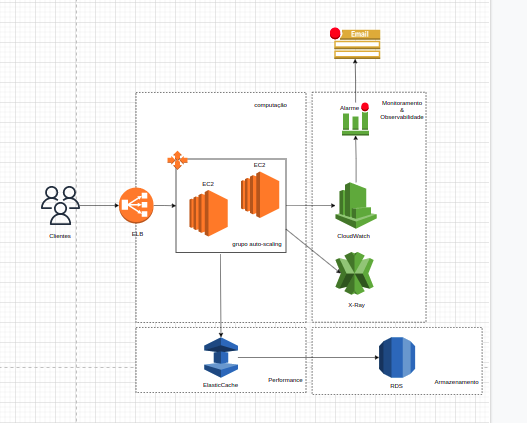 Email
computação
Monitoramento
&
Observabilidade
Alarme
EC2
EC2
grupo auto-scaling
Clientes
ELB
CloudWatch
X-Ray
ElasticCache
Performance
RDS
Armazenamento